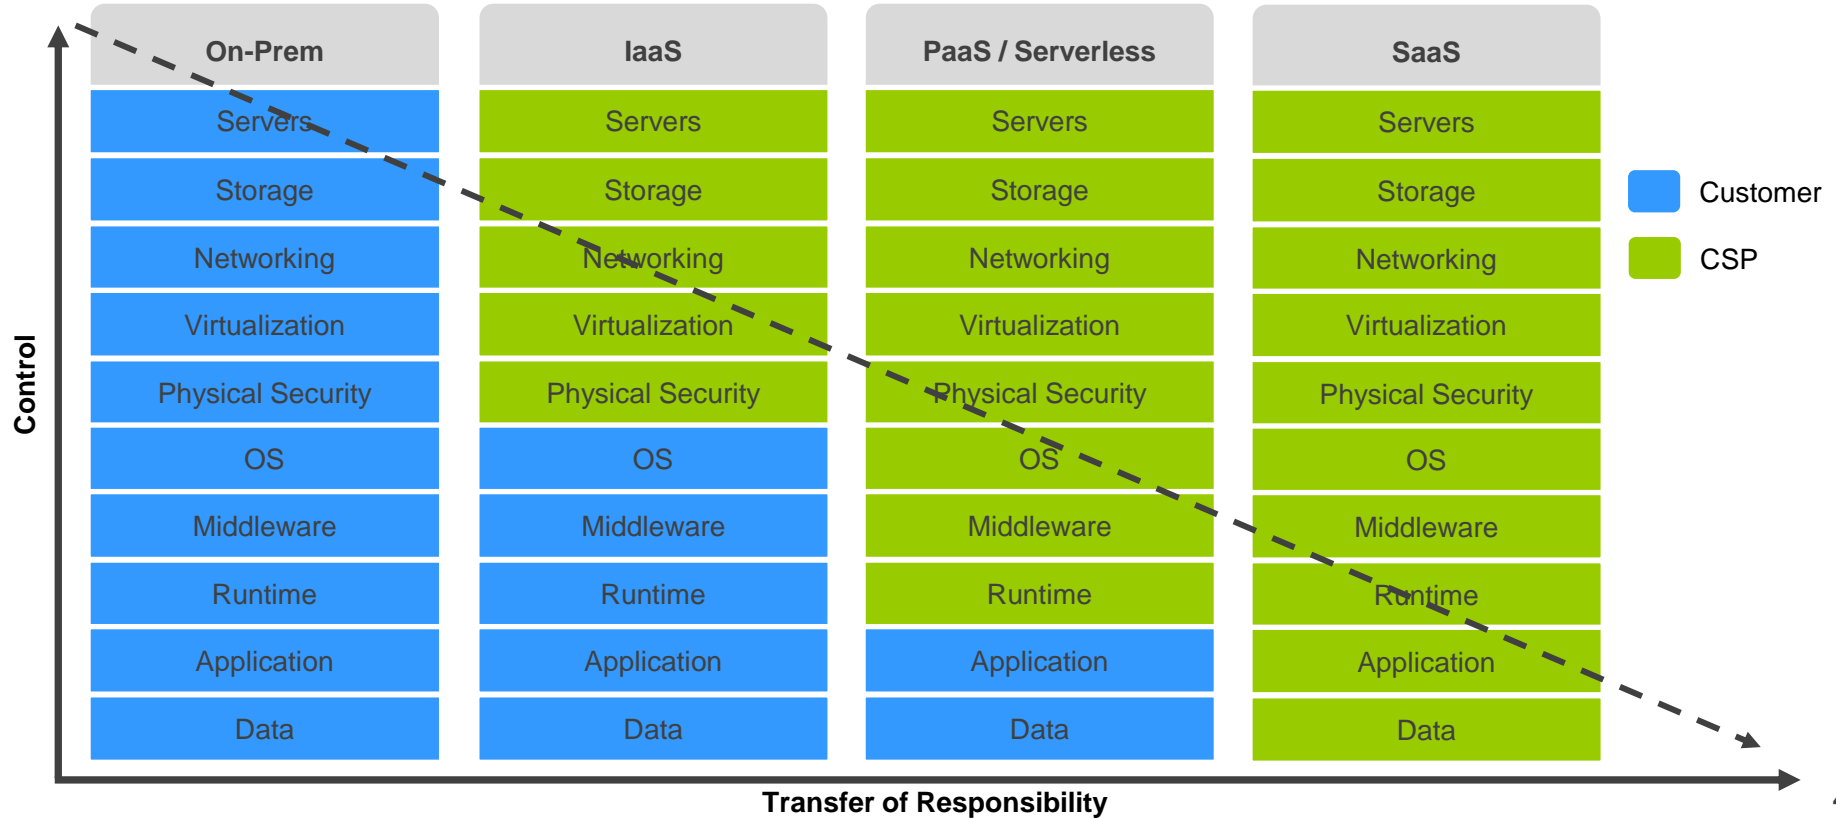 On-Prem
IaaS
PaaS / Serverless
SaaS
Servers
Servers
Servers
Servers
Storage
Storage
Storage
Storage
Networking
Networking
Networking
Networking
Virtualization
Virtualization
Virtualization
Virtualization
Physical Security
Physical Security
Physical Security
Physical Security
OS
OS
OS
OS
Middleware
Middleware
Middleware
Middleware
Runtime
Runtime
Runtime
Runtime
Application
Application
Application
Application
Data
Data
Data
Data
Customer
CSP
Control
Transfer of Responsibility